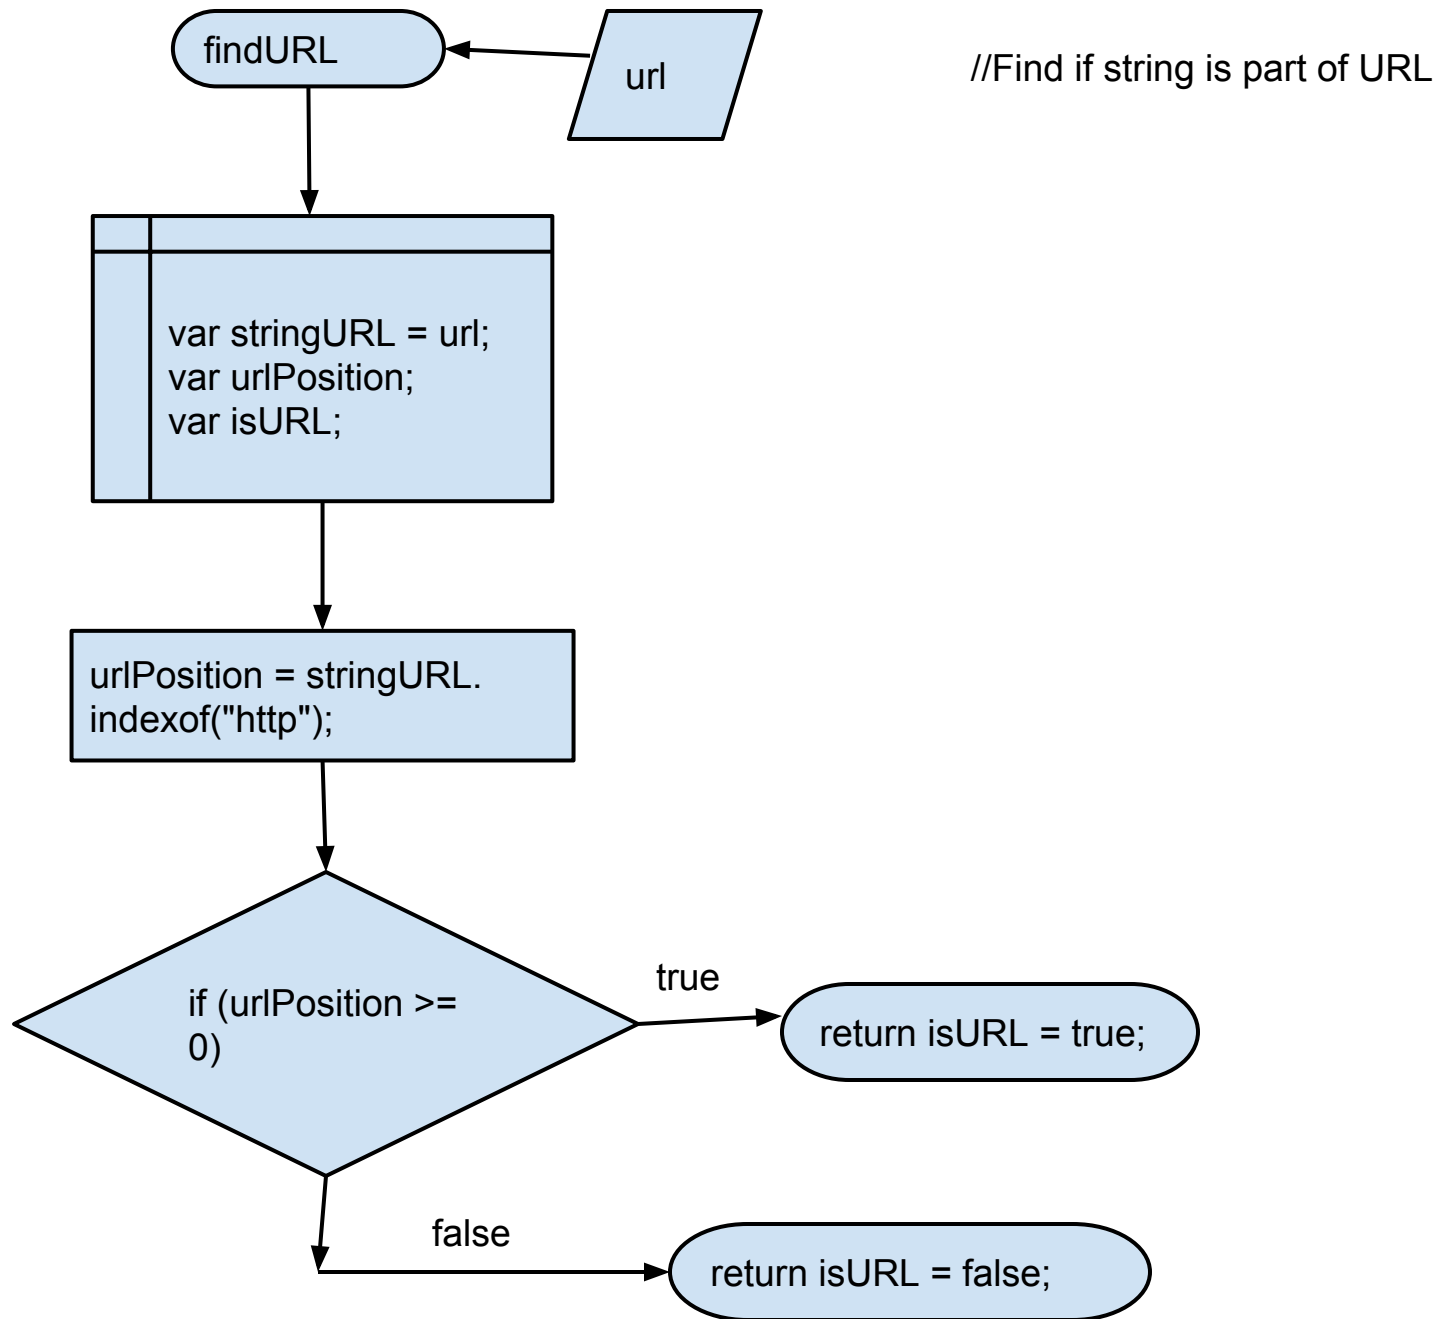 findURL
url
//Find if string is part of URL
var stringURL = url;
var urlPosition;
var isURL;
urlPosition = stringURL.
indexof("http");
if (urlPosition >=
0)
true
return isURL = true;
false
return isURL = false;